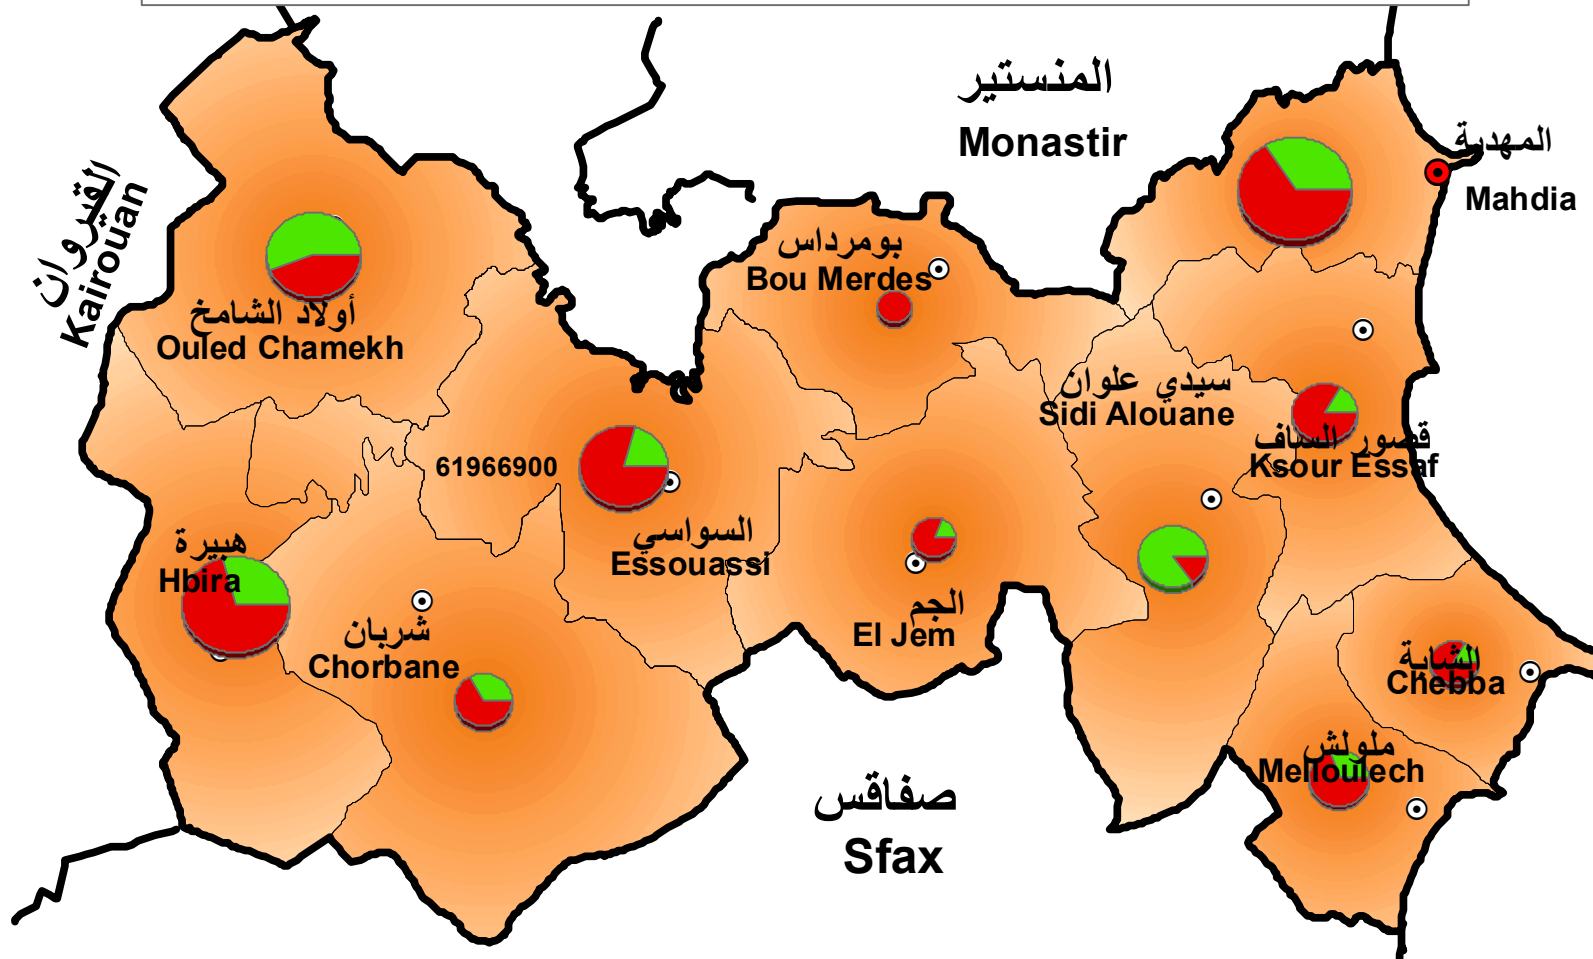 المنستير
Monastir
المهدية
Mahdia
القيروان
Kairouan
بومرداس
Bou Merdes
أولاد الشامخ
Ouled Chamekh
سيدي علوان
Sidi Alouane
قصور الساف
Ksour Essaf
61966900
السواسي
Essouassi
هبيرة
Hbira
الجم
El Jem
شربان
Chorbane
الشابة
Chebba
ملولش
Melloulech
صفاقس
Sfax